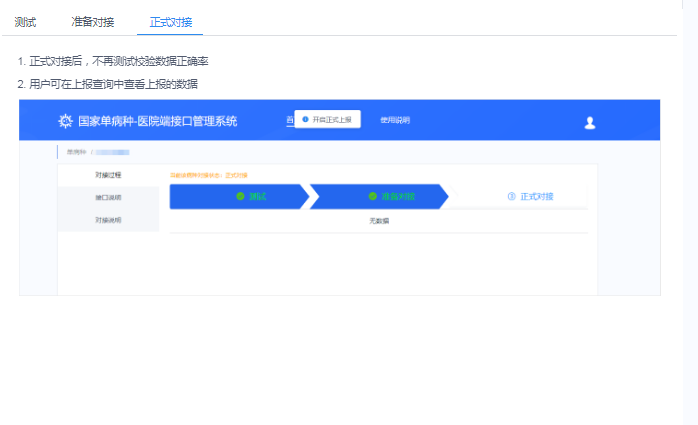 测试 准备对接 正式对接
1. 正式对接后，不再测试校验数据正确率
2. 用户可在上报查询中查看上报的数据
国家单病种-医院端接口管理系统 首 开启正式上报 使用说明
单病种 /
对接过程
当前该病种对接状态：正式对接
测试 准备对接 ③ 正式对接
接口说明
对接说明
无数据